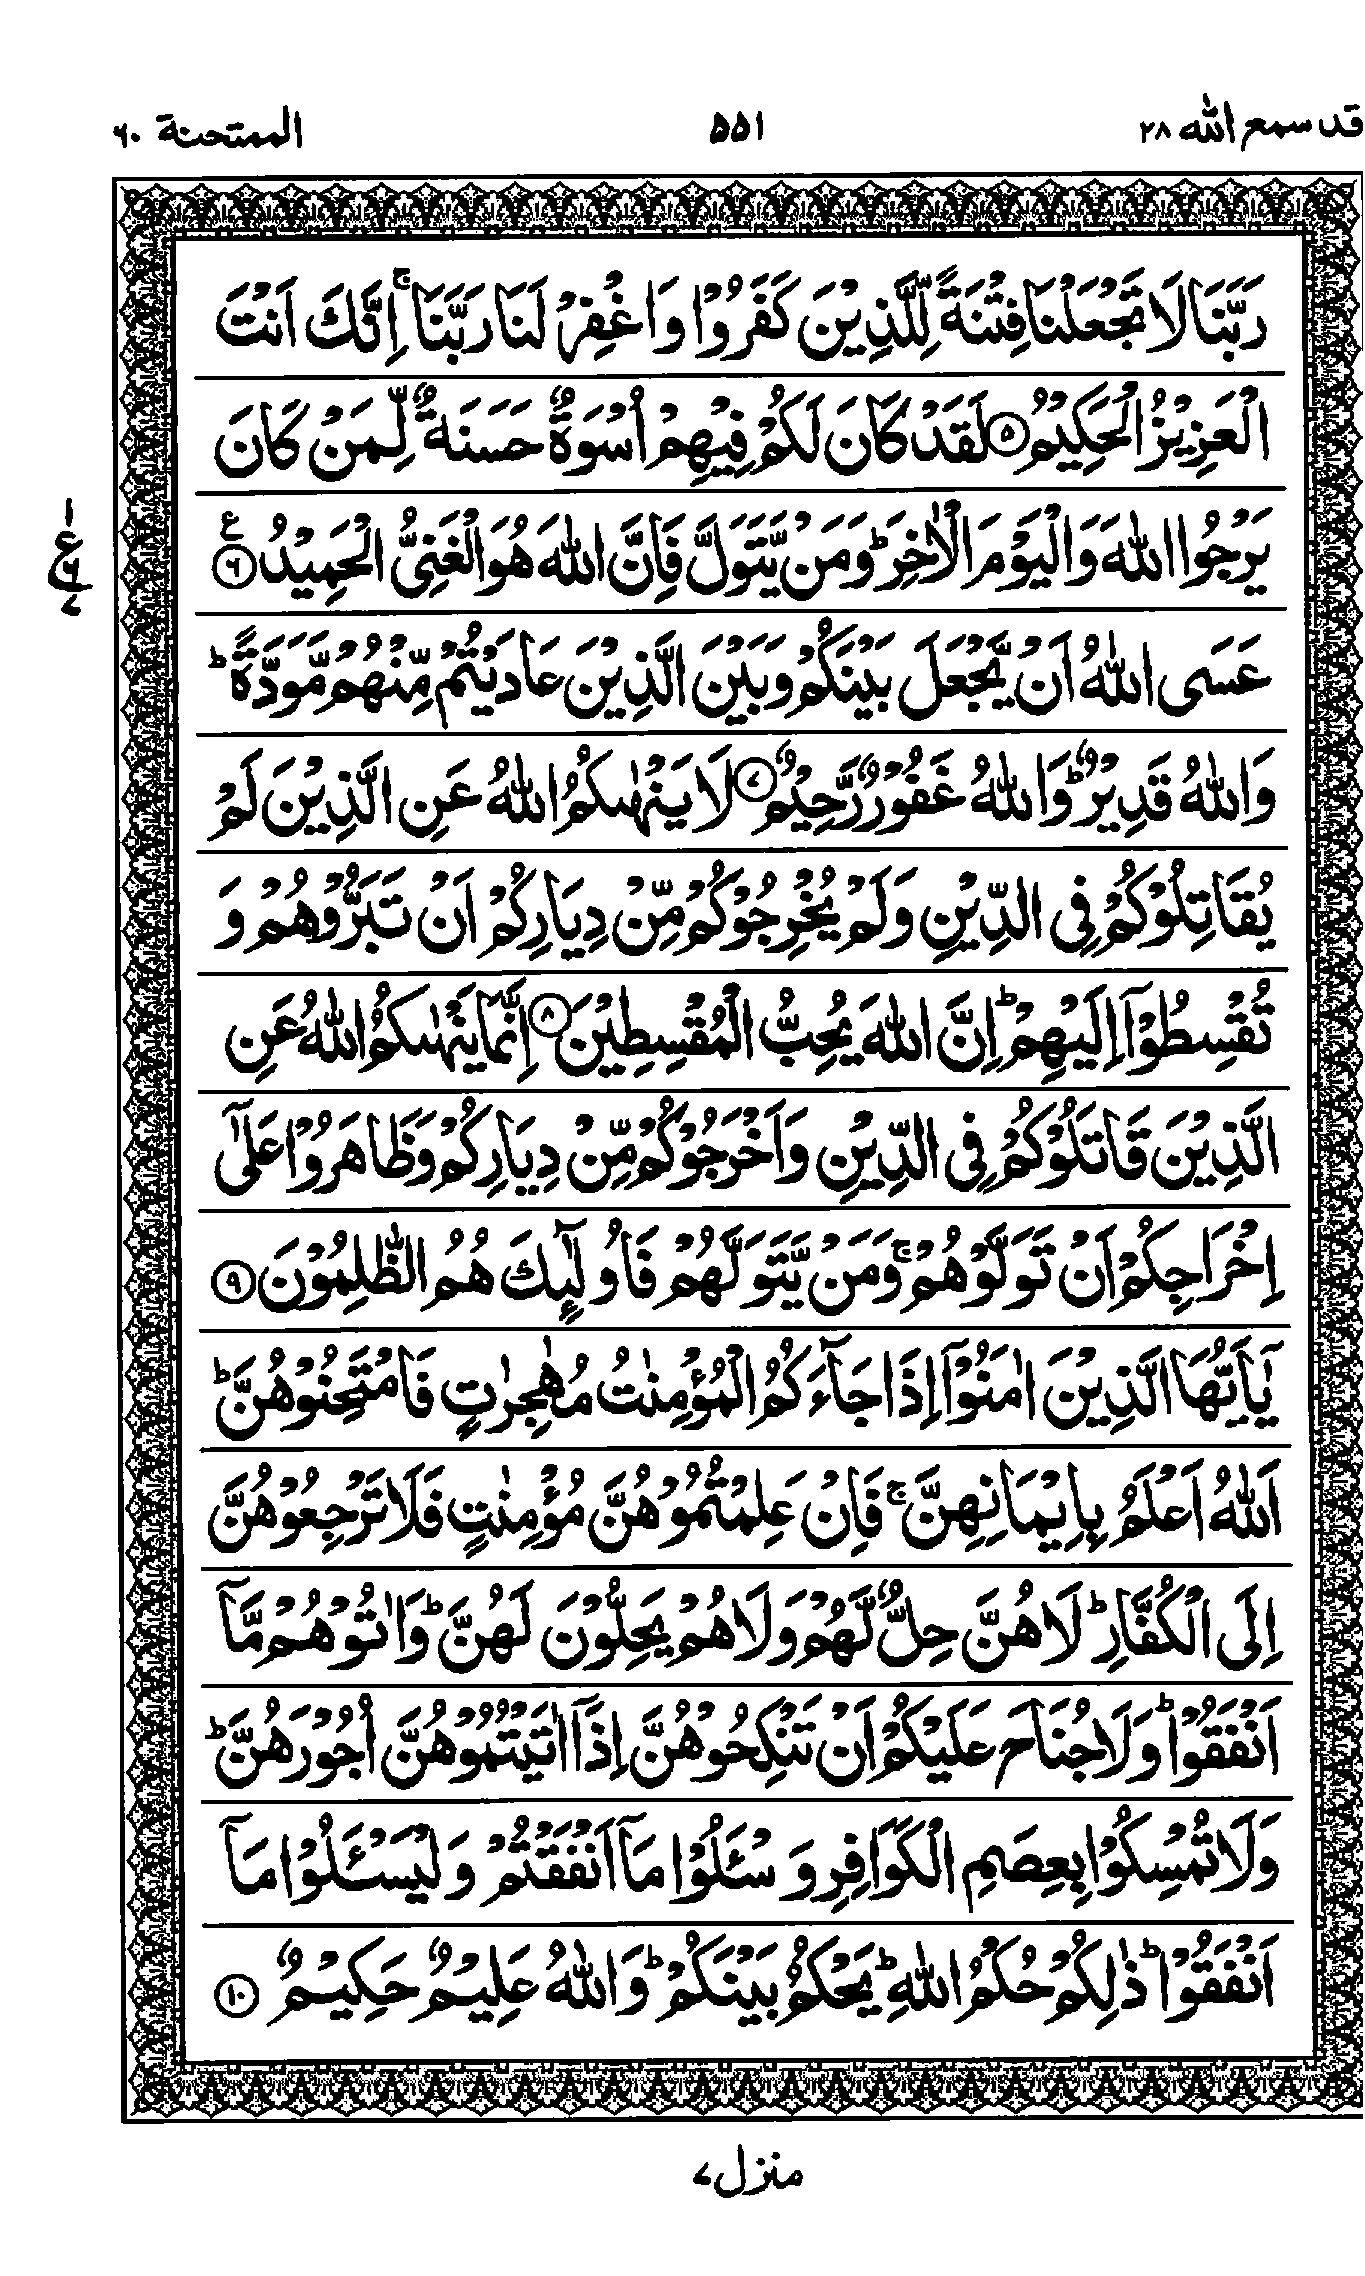 قد سمع الله ٢٨
٥٥١
الممتحنة ٦٠
رَبَّنَا لَا تَجْعَلْنَا فِتْنَةً لِّلَّذِيْنَ كَفَرُوْا وَاغْفِرْ لَنَا رَبَّنَا ۚ اِنَّكَ اَنْتَ
الْعَزِيْزُ الْحَكِيْمُ ﴿٥﴾ لَقَدْ كَانَ لَكُمْ فِيْهِمْ اُسْوَةٌ حَسَنَةٌ لِّمَنْ كَانَ
يَرْجُوا اللّٰهَ وَالْيَوْمَ الْاٰخِرَ ؕ وَمَنْ يَّتَوَلَّ فَاِنَّ اللّٰهَ هُوَ الْغَنِىُّ الْحَمِيْدُ ﴿٦﴾ ع
١ ع ٦ ٧
عَسَى اللّٰهُ اَنْ يَّجْعَلَ بَيْنَكُمْ وَبَيْنَ الَّذِيْنَ عَادَيْتُمْ مِّنْهُمْ مَّوَدَّةً ؕ
وَاللّٰهُ قَدِيْرٌ ؕ وَاللّٰهُ غَفُوْرٌ رَّحِيْمٌ ﴿٧﴾ لَا يَنْهٰىكُمُ اللّٰهُ عَنِ الَّذِيْنَ لَمْ
يُقَاتِلُوْكُمْ فِى الدِّيْنِ وَلَمْ يُخْرِجُوْكُمْ مِّنْ دِيَارِكُمْ اَنْ تَبَرُّوْهُمْ وَ
تُقْسِطُوْۤا اِلَيْهِمْ ؕ اِنَّ اللّٰهَ يُحِبُّ الْمُقْسِطِيْنَ ﴿٨﴾ اِنَّمَا يَنْهٰىكُمُ اللّٰهُ عَنِ
الَّذِيْنَ قَاتَلُوْكُمْ فِى الدِّيْنِ وَاَخْرَجُوْكُمْ مِّنْ دِيَارِكُمْ وَظَاهَرُوْا عَلٰٓى
اِخْرَاجِكُمْ اَنْ تَوَلَّوْهُمْ ۚ وَمَنْ يَّتَوَلَّهُمْ فَاُولٰٓئِكَ هُمُ الظّٰلِمُوْنَ ﴿٩﴾
يٰۤاَيُّهَا الَّذِيْنَ اٰمَنُوْۤا اِذَا جَآءَكُمُ الْمُؤْمِنٰتُ مُهٰجِرٰتٍ فَامْتَحِنُوْهُنَّ ؕ
اَللّٰهُ اَعْلَمُ بِاِيْمَانِهِنَّ ۚ فَاِنْ عَلِمْتُمُوْهُنَّ مُؤْمِنٰتٍ فَلَا تَرْجِعُوْهُنَّ
اِلَى الْكُفَّارِ ؕ لَا هُنَّ حِلٌّ لَّهُمْ وَلَا هُمْ يَحِلُّوْنَ لَهُنَّ ؕ وَاٰتُوْهُمْ مَّاۤ
اَنْفَقُوْا ؕ وَلَا جُنَاحَ عَلَيْكُمْ اَنْ تَنْكِحُوْهُنَّ اِذَاۤ اٰتَيْتُمُوْهُنَّ اُجُوْرَهُنَّ ؕ
وَلَا تُمْسِكُوْا بِعِصَمِ الْكَوَافِرِ وَ سْـَٔلُوْا مَاۤ اَنْفَقْتُمْ وَلْيَسْـَٔلُوْا مَاۤ
اَنْفَقُوْا ؕ ذٰلِكُمْ حُكْمُ اللّٰهِ ؕ يَحْكُمُ بَيْنَكُمْ ؕ وَاللّٰهُ عَلِيْمٌ حَكِيْمٌ ﴿١٠﴾
منزل ٧